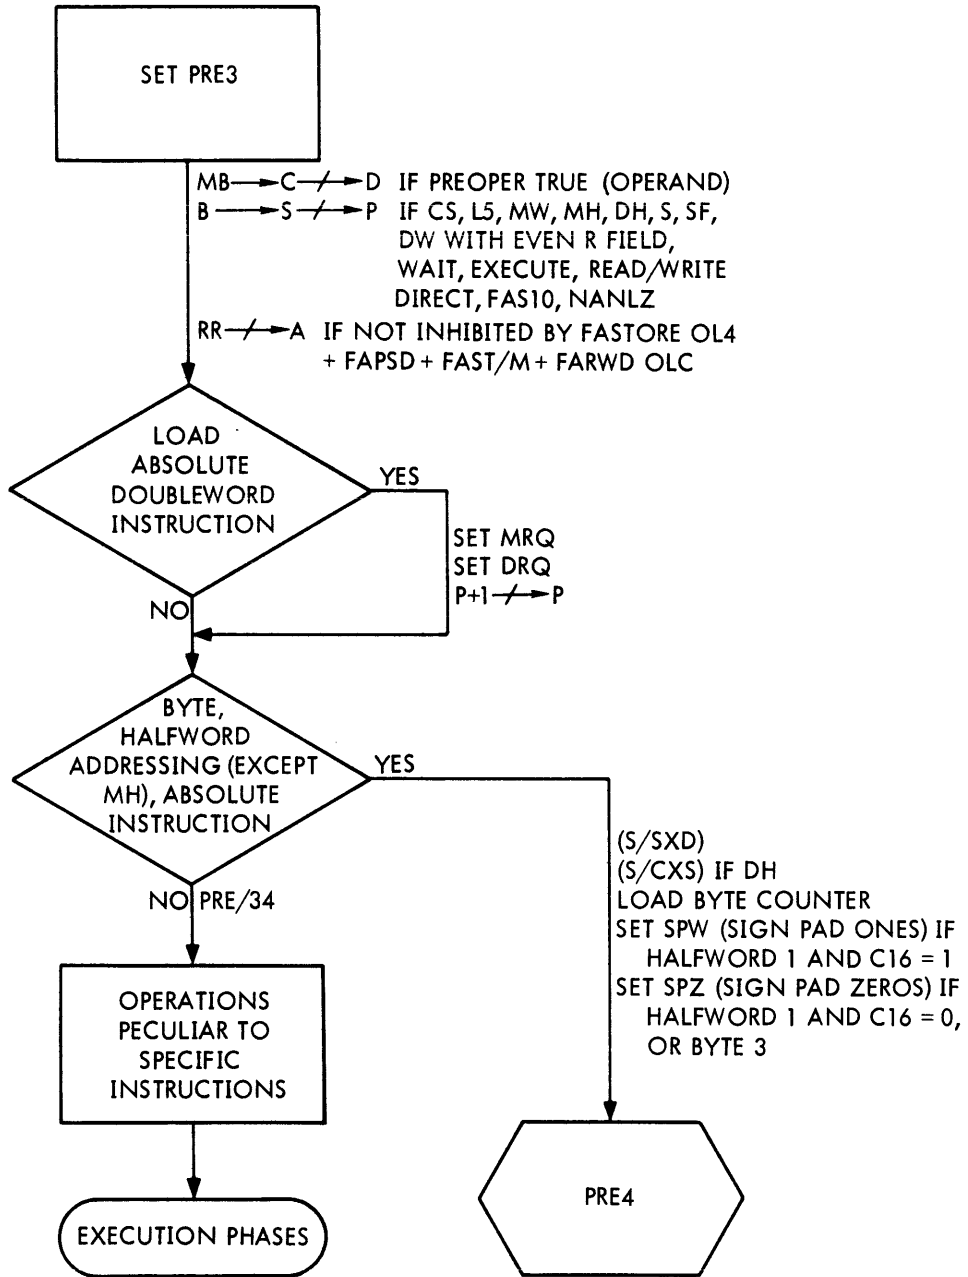 SET PRE3
MB→C-/→D IF PREOPER TRUE (OPERAND)
B→S-/→P IF CS, L5, MW, MH, DH, S, SF,
DW WITH EVEN R FIELD,
WAIT, EXECUTE, READ/WRITE
DIRECT, FAS10, NANLZ
RR-/→A IF NOT INHIBITED BY FASTORE OL4
+ FAPSD + FAST/M + FARWD OLC
LOAD
ABSOLUTE
DOUBLEWORD
INSTRUCTION
YES
SET MRQ
SET DRQ
P+1-/→P
NO
BYTE,
HALFWORD
ADDRESSING (EXCEPT
MH), ABSOLUTE
INSTRUCTION
YES
(S/SXD)
(S/CXS) IF DH
LOAD BYTE COUNTER
SET SPW (SIGN PAD ONES) IF
HALFWORD 1 AND C16 = 1
SET SPZ (SIGN PAD ZEROS) IF
HALFWORD 1 AND C16 = 0,
OR BYTE 3
NO PRE/34
OPERATIONS
PECULIAR TO
SPECIFIC
INSTRUCTIONS
PRE4
EXECUTION PHASES